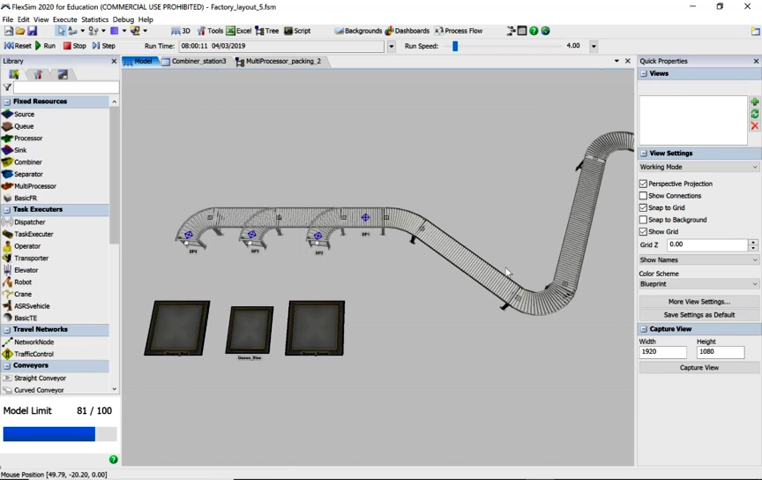 FlexSim 2020 for Education (COMMERCIAL USE PROHIBITED) - Factory_layout_5.fsm
File Edit View Execute Statistics Debug Help
3D Tools Excel Tree Script Backgrounds Dashboards Process Flow
Reset Run Stop Step Run Time: 08:00:11 04/03/2019 Run Speed: 4.00
Library
Model Combiner_station3 MultiProcessor_packing_2
Quick Properties
Views
Fixed Resources
Source
Queue
Processor
Sink
Combiner
Separator
MultiProcessor
BasicFR
Task Executers
Dispatcher
TaskExecuter
Operator
Transporter
Elevator
Robot
Crane
ASRSvehicle
BasicTE
Travel Networks
NetworkNode
TrafficControl
Conveyors
Straight Conveyor
Curved Conveyor
Model Limit 81 / 100
DP4
DP3
DP2
DP1
View Settings
Working Mode
Perspective Projection
Show Connections
Snap to Grid
Snap to Background
Show Grid
Grid Z 0.00
Show Names
Color Scheme
Blueprint
More View Settings...
Save Settings as Default
Capture View
Width Height
1920 1080
Capture View
Mouse Position [49.79, -20.20, 0.00]